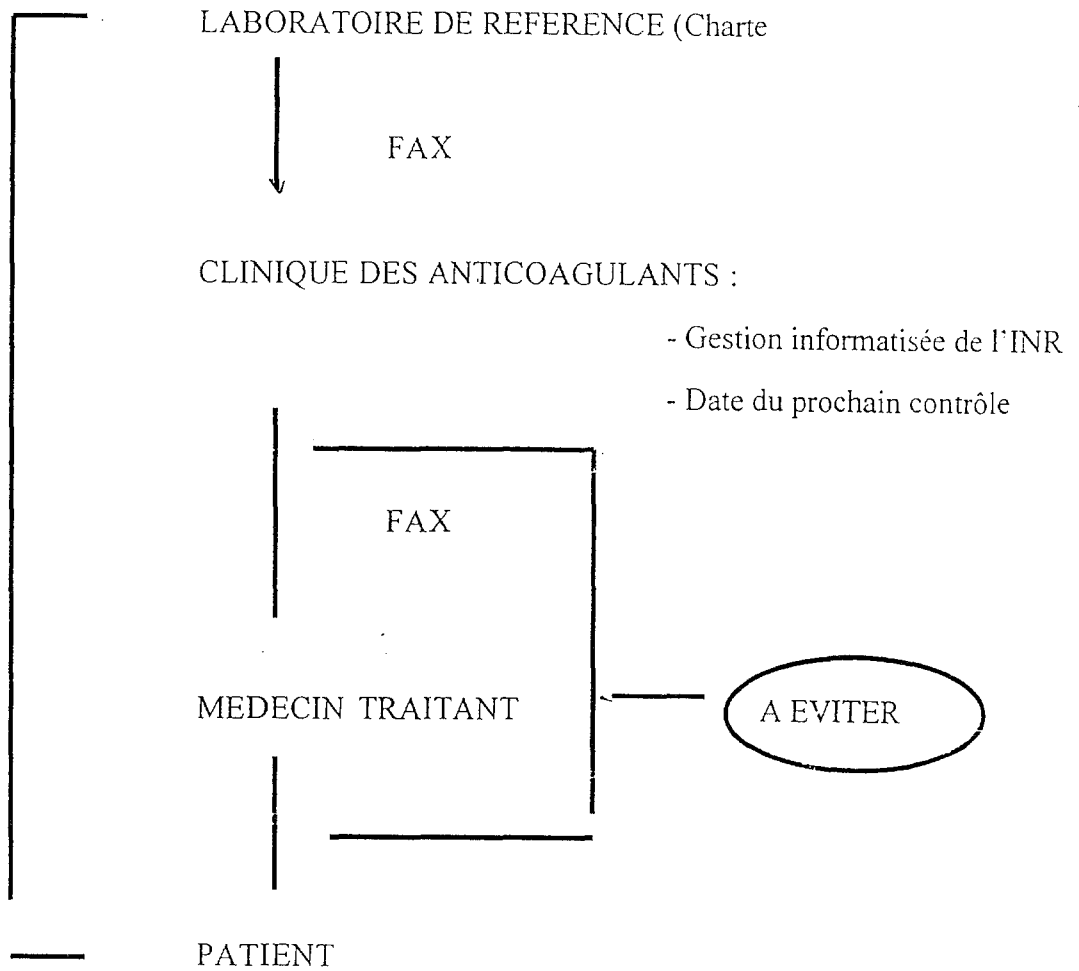 LABORATOIRE DE REFERENCE (Charte
FAX
CLINIQUE DES ANTICOAGULANTS :
- Gestion informatisée de l'INR
- Date du prochain contrôle
FAX
MEDECIN TRAITANT
A EVITER
PATIENT